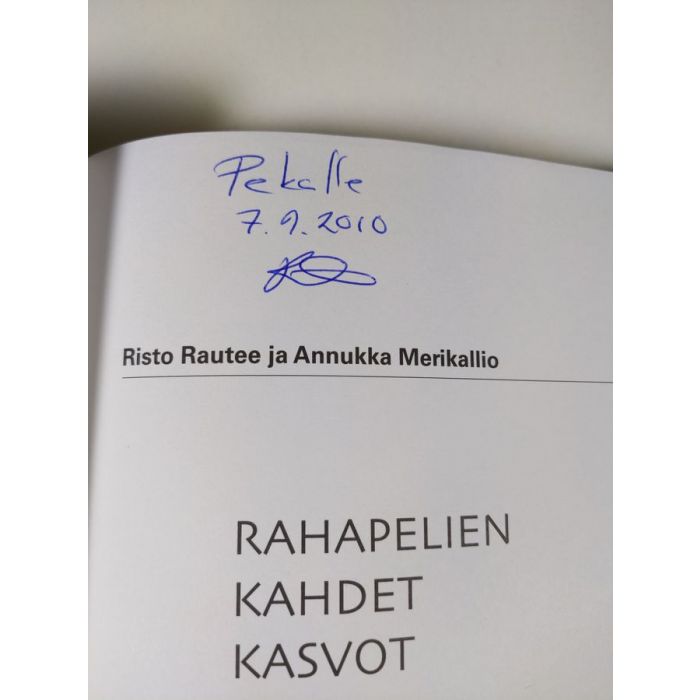 Pekalle
7.9.2010
Risto Rautee ja Annukka Merikallio
RAHAPELIEN
KAHDET
KASVOT